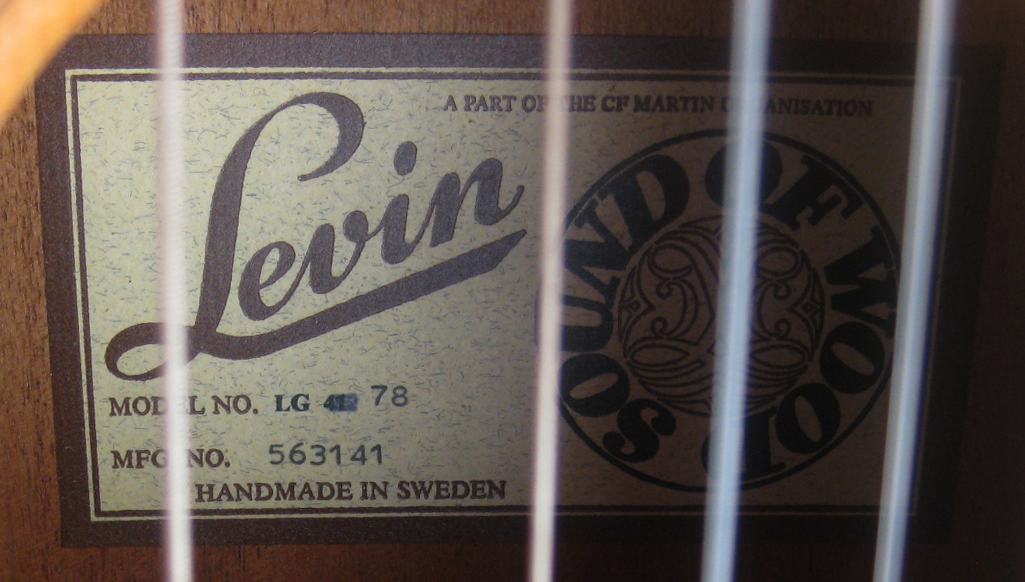 A PART OF THE CF MARTIN ORGANISATION
Levin
SOUND OF WOOD
MODEL NO. LG 78
MFG NO. 563141
HANDMADE IN SWEDEN